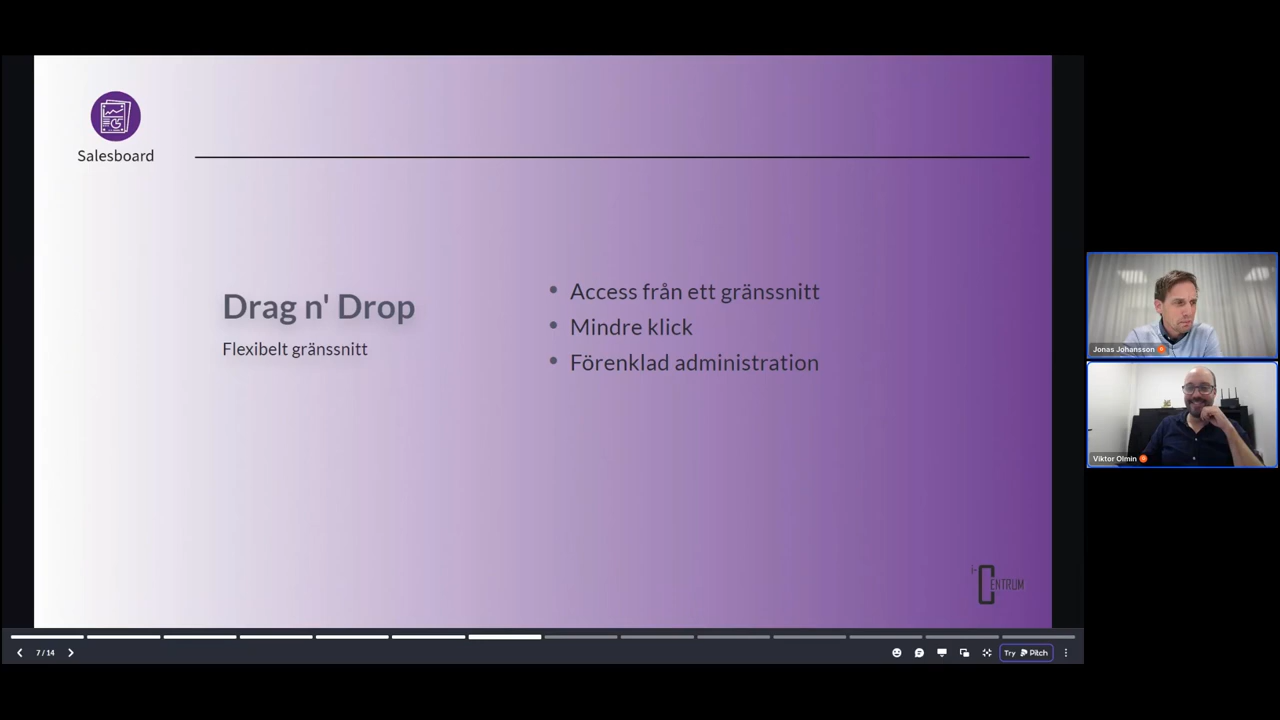 Salesboard
Drag n' Drop
Flexibelt gränssnitt
• Access från ett gränssnitt
• Mindre klick
• Förenklad administration
i-CENTRUM
Jonas Johansson
Viktor Olmin
7 / 14
Try Pitch